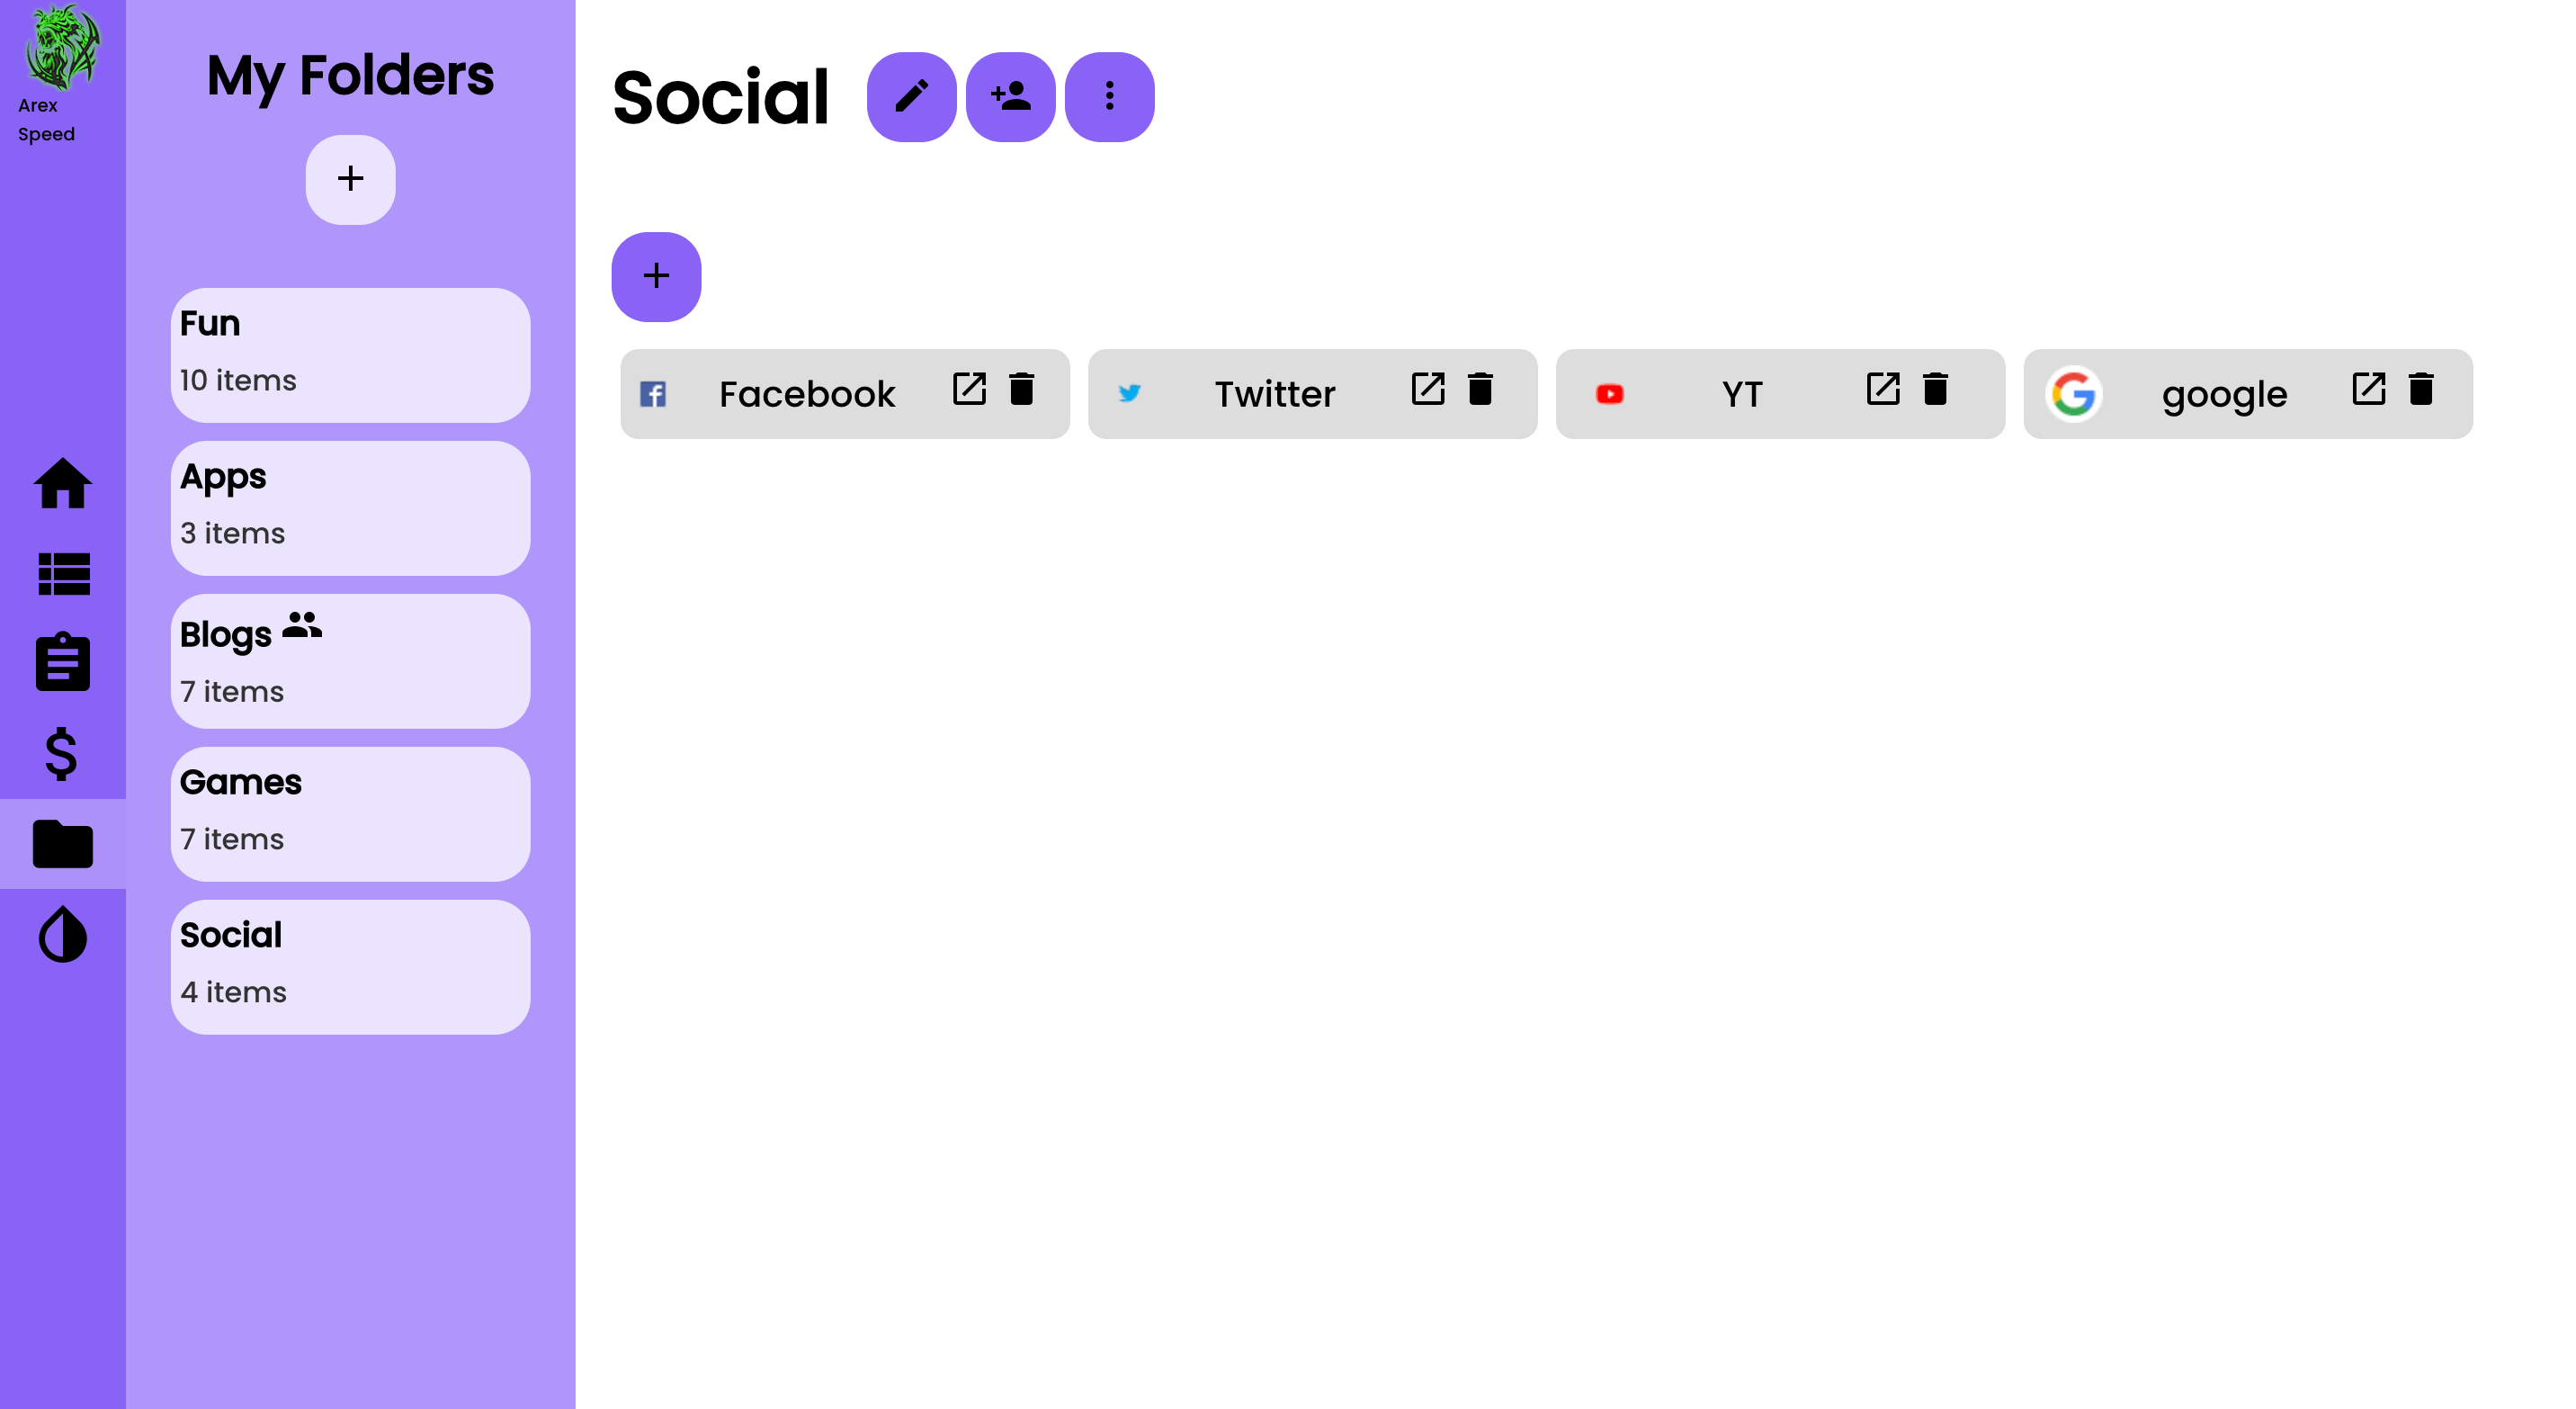 Arex
Speed
My Folders
Fun
10 items
Apps
3 items
Blogs
7 items
Games
7 items
Social
4 items
Social
Facebook
Twitter
YT
google